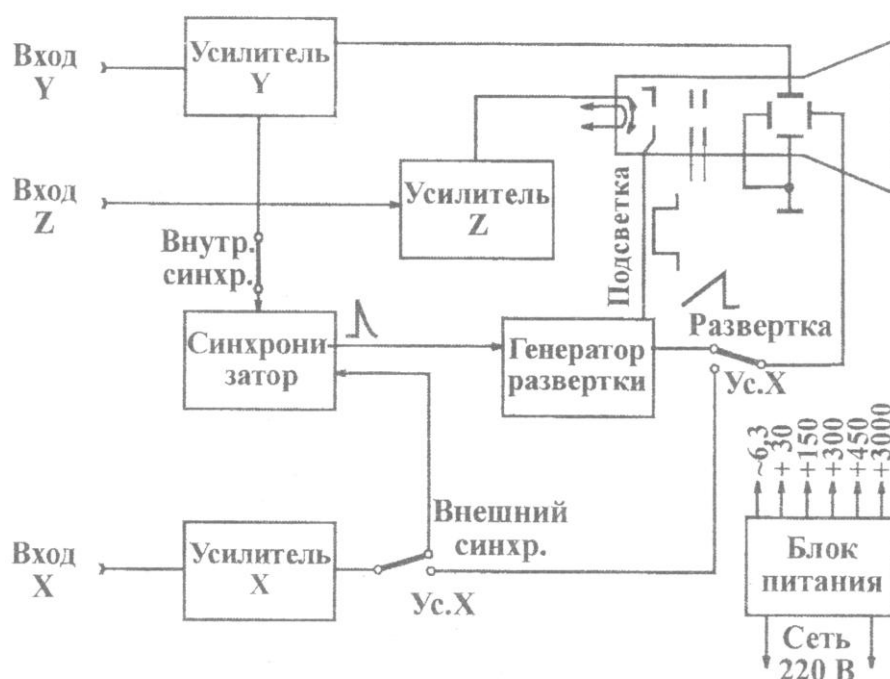 Вход
Y
Усилитель
Y
Вход
Z
Усилитель
Z
Внутр.
синхр.
Подсветка
Синхрони
затор
Генератор
развертки
Развертка
Ус.X
~6,3
+30
+150
+300
+450
+3000
Внешний
синхр.
Вход
X
Усилитель
X
Ус.X
Блок
питания
Сеть
220 В